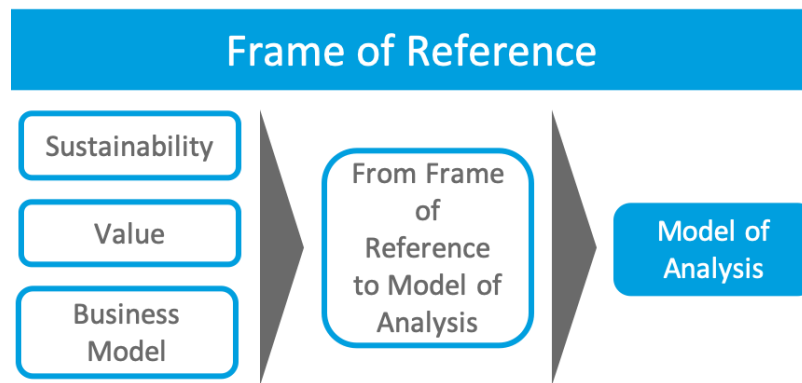 Frame of Reference
Sustainability
Value
Business
Model
From Frame
of
Reference
to Model of
Analysis
Model of
Analysis